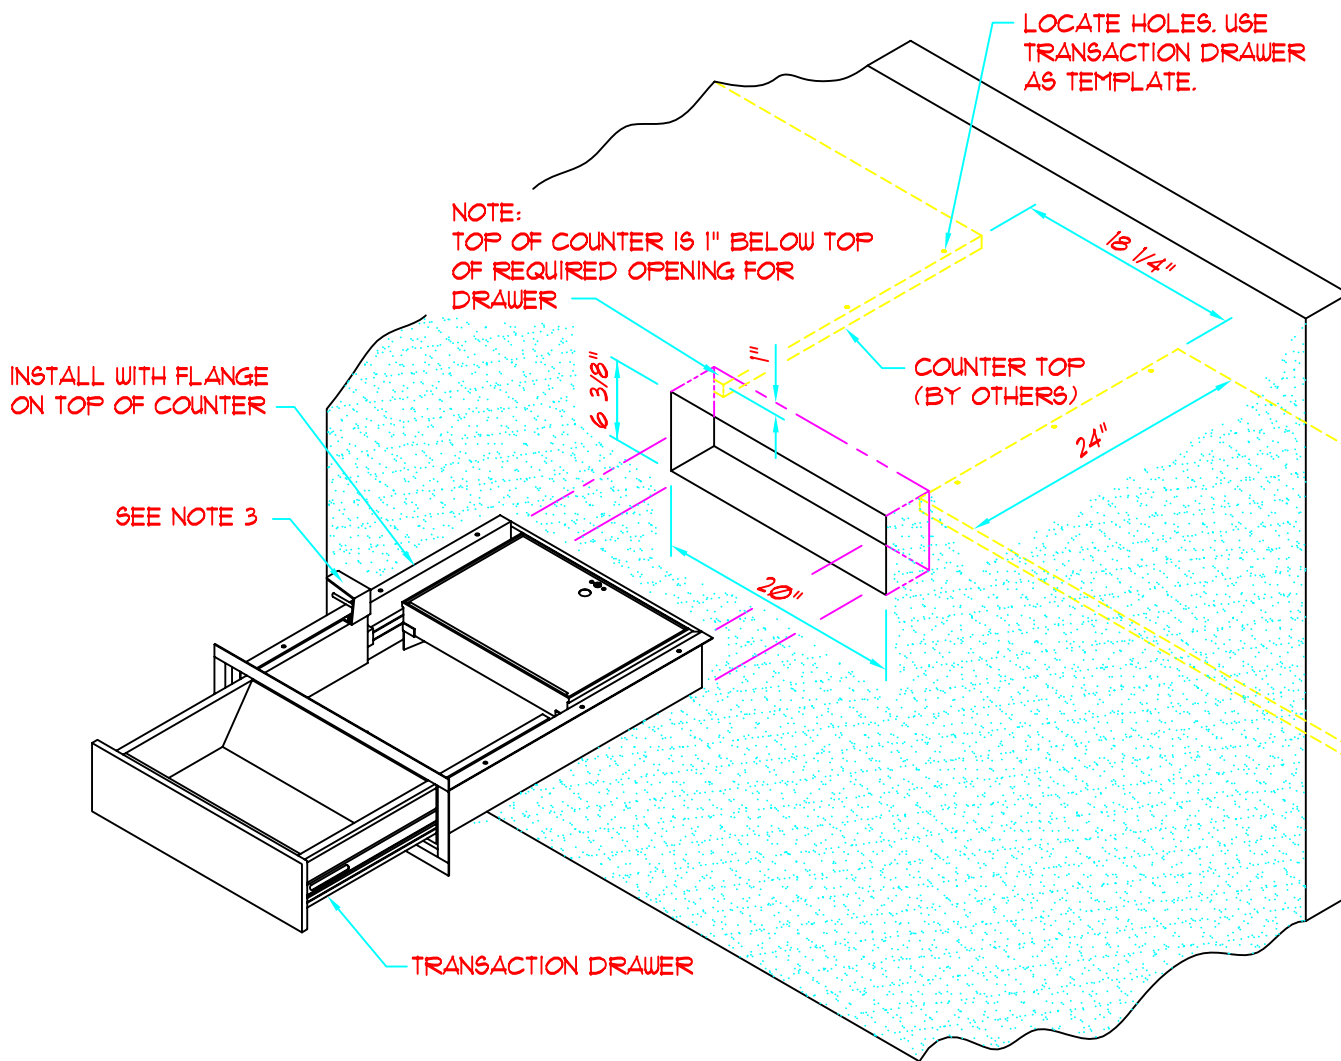 LOCATE HOLES. USE
TRANSACTION DRAWER
AS TEMPLATE.
NOTE:
TOP OF COUNTER IS 1" BELOW TOP
OF REQUIRED OPENING FOR
DRAWER
18 1/4"
1"
6 3/8"
COUNTER TOP
(BY OTHERS)
INSTALL WITH FLANGE
ON TOP OF COUNTER
24"
SEE NOTE 3
20"
TRANSACTION DRAWER